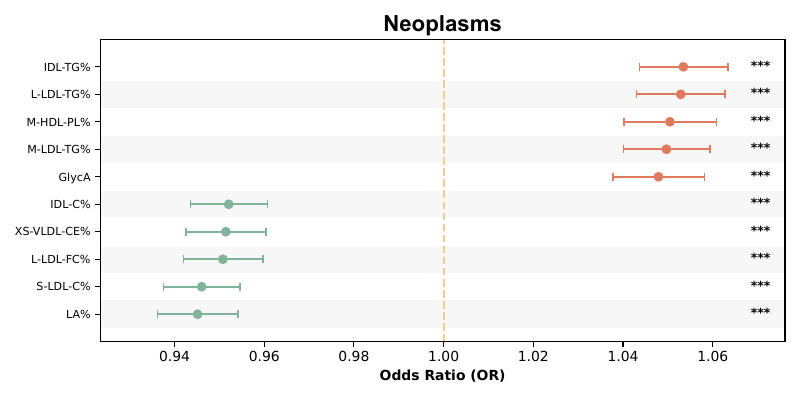 Neoplasms
IDL-TG% ***
L-LDL-TG% ***
M-HDL-PL% ***
M-LDL-TG% ***
GlycA ***
IDL-C% ***
XS-VLDL-CE% ***
L-LDL-FC% ***
S-LDL-C% ***
LA% ***
0.94 0.96 0.98 1.00 1.02 1.04 1.06
Odds Ratio (OR)